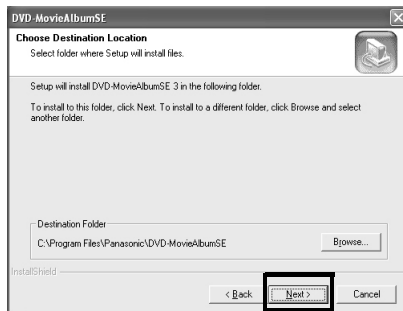 DVD-MovieAlbumSE
Choose Destination Location
Select folder where Setup will install files.
Setup will install DVD-MovieAlbumSE 3 in the following folder.
To install to this folder, click Next. To install to a different folder, click Browse and select
another folder.
Destination Folder
C:\Program Files\Panasonic\DVD-MovieAlbumSE
Browse...
InstallShield
< Back
Next >
Cancel